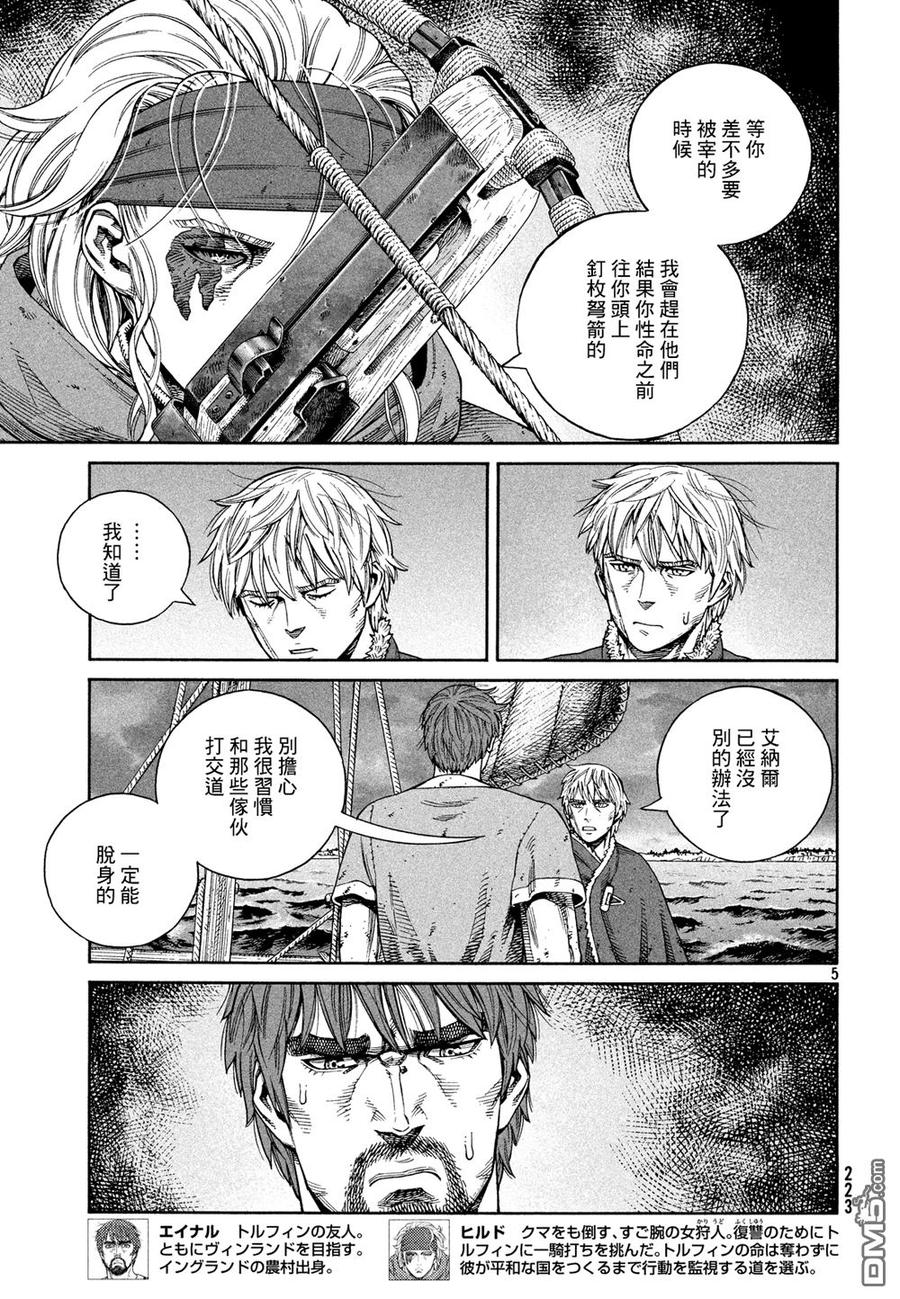 等你
差不多要
被宰的
時候
我會趕在他們
結果你性命之前
往你頭上
釘枚弩箭的
……
我知道了
艾納爾
已經沒
別的辦法了
別擔心
我很習慣
和那些傢伙
打交道
一定能
脫身的
5
223
エイナル　トルフィンの友人。
ともにヴィンランドを目指す。
イングランドの農村出身。
ヒルド　クマをも倒す、すご腕の女狩人。復讐のためにト
ルフィンに一騎打ちを挑んだ。トルフィンの命は奪わずに
彼が平和な国をつくるまで行動を監視する道を選ぶ。
かりうど
ふくしゅう
DM5.com